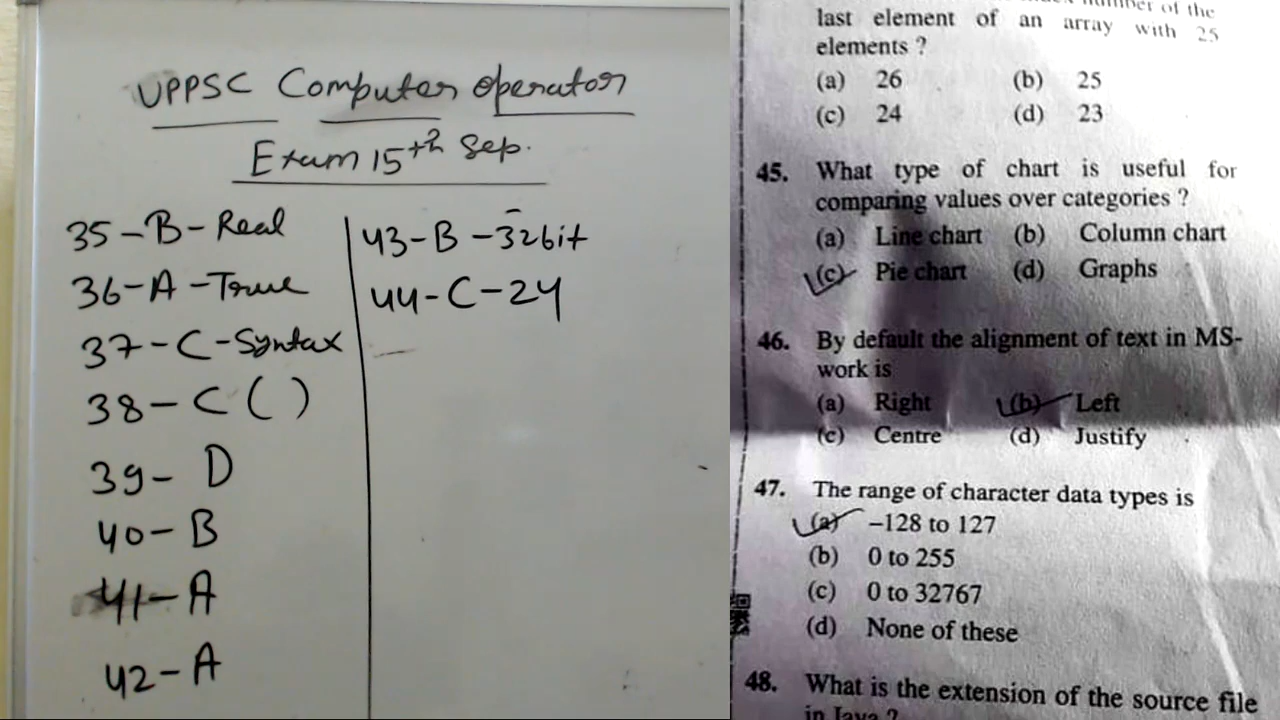 UPPSC Computer operator
Exam 15th Sep.
35-B-Real
36-A-True
37-C-Syntax
38-C ( )
39- D
40-B
41-A
42-A
43-B-32bit
44-C-24
number of the
last element of an array with 25
elements ?
(a) 26 (b) 25
(c) 24 (d) 23
45. What type of chart is useful for
comparing values over categories ?
(a) Line chart (b) Column chart
(c) Pie chart (d) Graphs
46. By default the alignment of text in MS-
work is
(a) Right (b) Left
(c) Centre (d) Justify
47. The range of character data types is
(a) –128 to 127
(b) 0 to 255
(c) 0 to 32767
(d) None of these
48. What is the extension of the source file
in Java ?